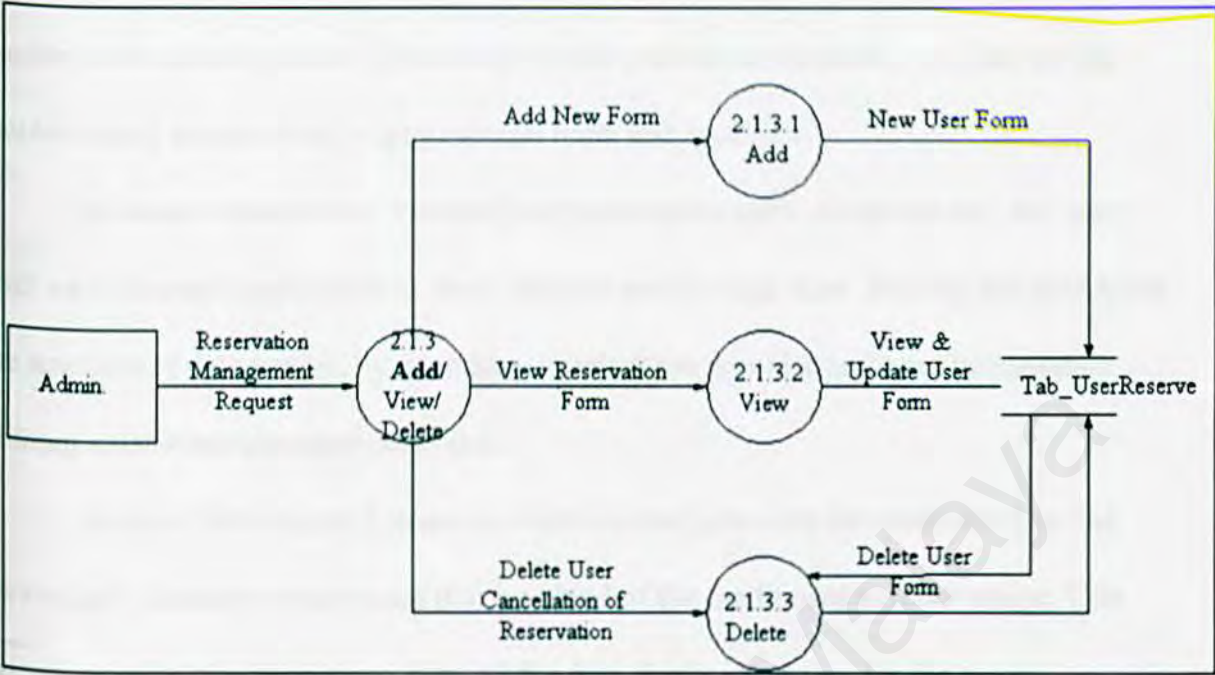 Add New Form
2.1.3.1
Add
New User Form
Admin
Reservation
Management
Request
2.1.3
Add/
View/
Delete
View Reservation
Form
2.1.3.2
View
View &
Update User
Form
Tab_UserReserve
Delete User
Cancellation of
Reservation
2.1.3.3
Delete
Delete User
Form
Malaya